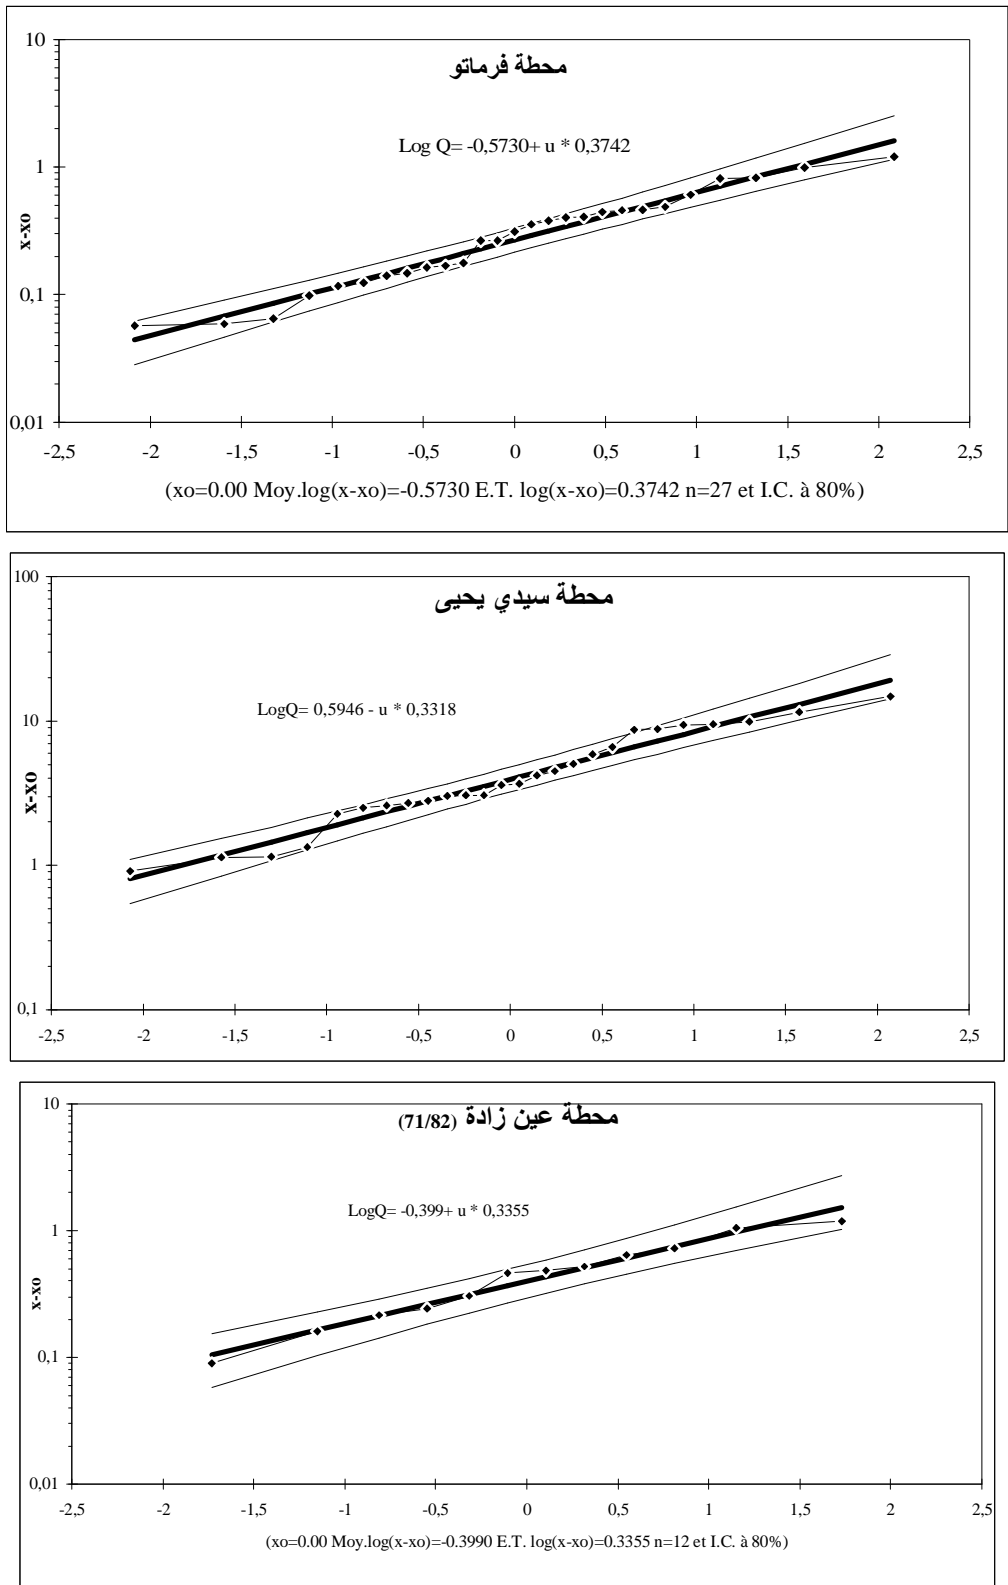 محطة فرماتو
10
Log Q= -0,5730+ u * 0,3742
1
x-xo
0,1
0,01
-2,5 -2 -1,5 -1 -0,5 0 0,5 1 1,5 2 2,5
(xo=0.00 Moy.log(x-xo)=-0.5730 E.T. log(x-xo)=0.3742 n=27 et I.C. à 80%)
100
محطة سيدي يحيى
LogQ= 0,5946 - u * 0,3318
10
x-xo
1
0,1
-2,5 -2 -1,5 -1 -0,5 0 0,5 1 1,5 2 2,5
10
محطة عين زادة (71/82)
LogQ= -0,399+ u * 0,3355
1
x-xo
0,1
0,01
-2,5 -2 -1,5 -1 -0,5 0 0,5 1 1,5 2 2,5
(xo=0.00 Moy.log(x-xo)=-0.3990 E.T. log(x-xo)=0.3355 n=12 et I.C. à 80%)